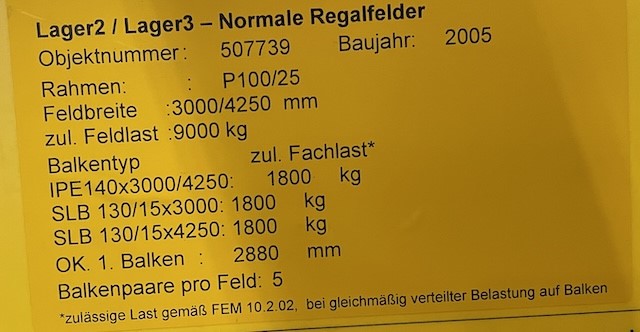 Lager2 / Lager3 – Normale Regalfelder
Objektnummer: 507739 Baujahr: 2005
Rahmen: : P100/25
Feldbreite :3000/4250 mm
zul. Feldlast :9000 kg
Balkentyp zul. Fachlast*
IPE140x3000/4250: 1800 kg
SLB 130/15x3000: 1800 kg
SLB 130/15x4250: 1800 kg
OK. 1. Balken : 2880 mm
Balkenpaare pro Feld: 5
*zulässige Last gemäß FEM 10.2.02, bei gleichmäßig verteilter Belastung auf Balken